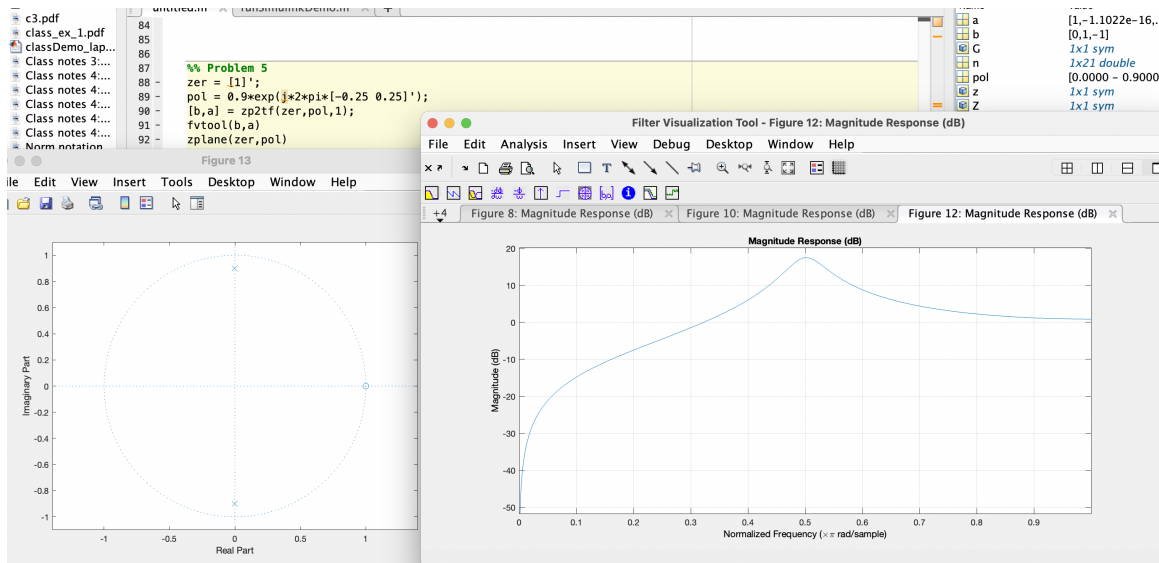 c3.pdf
class_ex_1.pdf
classDemo_lap...
Class notes 3:...
Class notes 4:...
Class notes 4:...
Class notes 4:...
Class notes 4:...
Class notes 4:...
Norm notation
untitled.m
84
85
86
87 %% Problem 5
88 - zer = [1]';
89 - pol = 0.9*exp(j*2*pi*[-0.25 0.25]');
90 - [b,a] = zp2tf(zer,pol,1);
91 - fvtool(b,a)
92 - zplane(zer,pol)
Name Value
a [1,-1.1022e-16,...
b [0,1,-1]
G 1x1 sym
n 1x21 double
pol [0.0000 - 0.9000
z 1x1 sym
Z 1x1 sym
Figure 13
ile Edit View Insert Tools Desktop Window Help
1
0.8
0.6
0.4
0.2
0
-0.2
-0.4
-0.6
-0.8
-1
Imaginary Part
-1 -0.5 0 0.5 1
Real Part
Filter Visualization Tool - Figure 12: Magnitude Response (dB)
File Edit Analysis Insert View Debug Desktop Window Help
+4 Figure 8: Magnitude Response (dB) Figure 10: Magnitude Response (dB) Figure 12: Magnitude Response (dB)
Magnitude Response (dB)
20
10
0
-10
-20
-30
-40
-50
Magnitude (dB)
0 0.1 0.2 0.3 0.4 0.5 0.6 0.7 0.8 0.9
Normalized Frequency (×π rad/sample)